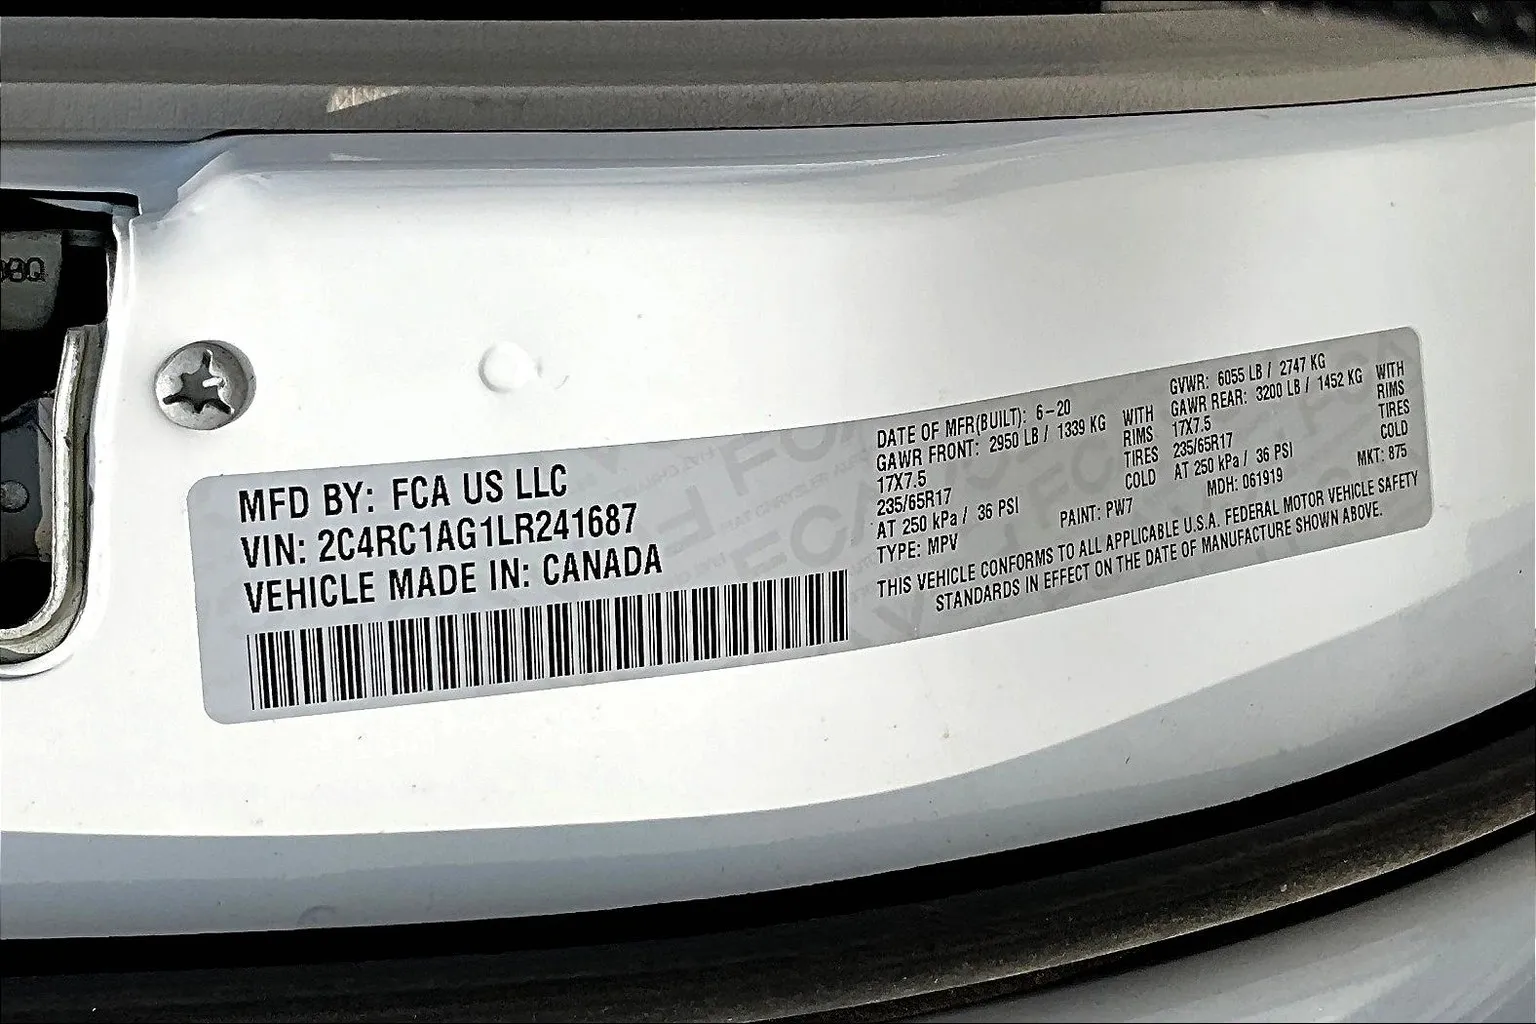 MFD BY: FCA US LLC
VIN: 2C4RC1AG1LR241687
VEHICLE MADE IN: CANADA
DATE OF MFR(BUILT): 6-20
GVWR: 6055 LB / 2747 KG
GAWR FRONT: 2950 LB / 1339 KG WITH
17X7.5 RIMS
235/65R17 TIRES
AT 250 kPa / 36 PSI COLD
GAWR REAR: 3200 LB / 1452 KG WITH
17X7.5 RIMS
235/65R17 TIRES
AT 250 kPa / 36 PSI COLD
TYPE: MPV
PAINT: PW7
MDH: 061919
MKT: 875
THIS VEHICLE CONFORMS TO ALL APPLICABLE U.S.A. FEDERAL MOTOR VEHICLE SAFETY
STANDARDS IN EFFECT ON THE DATE OF MANUFACTURE SHOWN ABOVE.